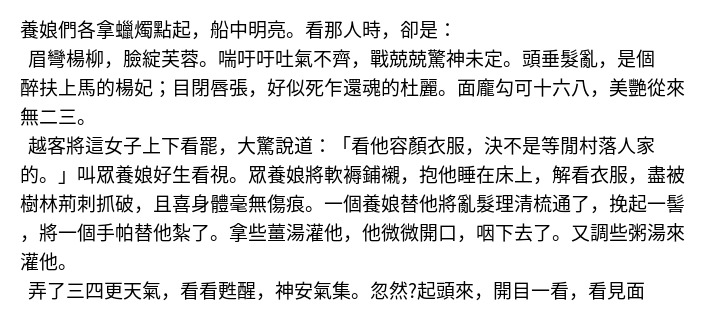 養娘們各拿蠟燭點起，船中明亮。看那人時，卻是：
眉彎楊柳，臉綻芙蓉。喘吁吁吐氣不齊，戰兢兢驚神未定。頭垂髮亂，是個
醉扶上馬的楊妃；目閉唇張，好似死乍還魂的杜麗。面龐勾可十六八，美艷從來
無二三。
越客將這女子上下看罷，大驚說道：「看他容顏衣服，決不是等閒村落人家
的。」叫眾養娘好生看視。眾養娘將軟褥鋪襯，抱他睡在床上，解看衣服，盡被
樹林荊刺抓破，且喜身體毫無傷痕。一個養娘替他將亂髮理清梳通了，挽起一髻
，將一個手帕替他紮了。拿些薑湯灌他，他微微開口，咽下去了。又調些粥湯來
灌他。
弄了三四更天氣，看看甦醒，神安氣集。忽然?起頭來，開目一看，看見面